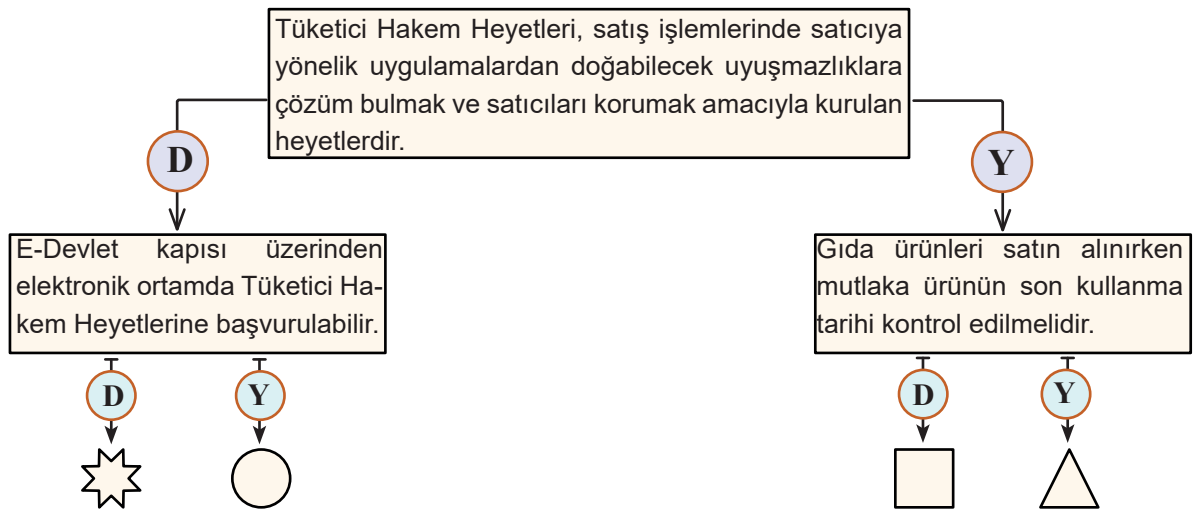 Tüketici Hakem Heyetleri, satış işlemlerinde satıcıya
yönelik uygulamalardan doğabilecek uyuşmazlıklara
çözüm bulmak ve satıcıları korumak amacıyla kurulan
heyetlerdir.
D
Y
E-Devlet kapısı üzerinden
elektronik ortamda Tüketici Ha-
kem Heyetlerine başvurulabilir.
Gıda ürünleri satın alınırken
mutlaka ürünün son kullanma
tarihi kontrol edilmelidir.
D
Y
D
Y